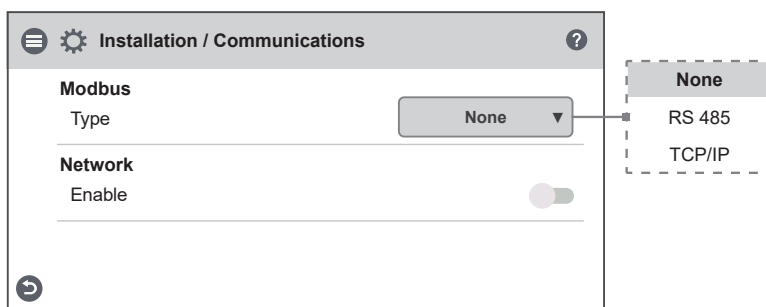 Installation / Communications ?
Modbus
Type None ▼
Network
Enable
None
RS 485
TCP/IP